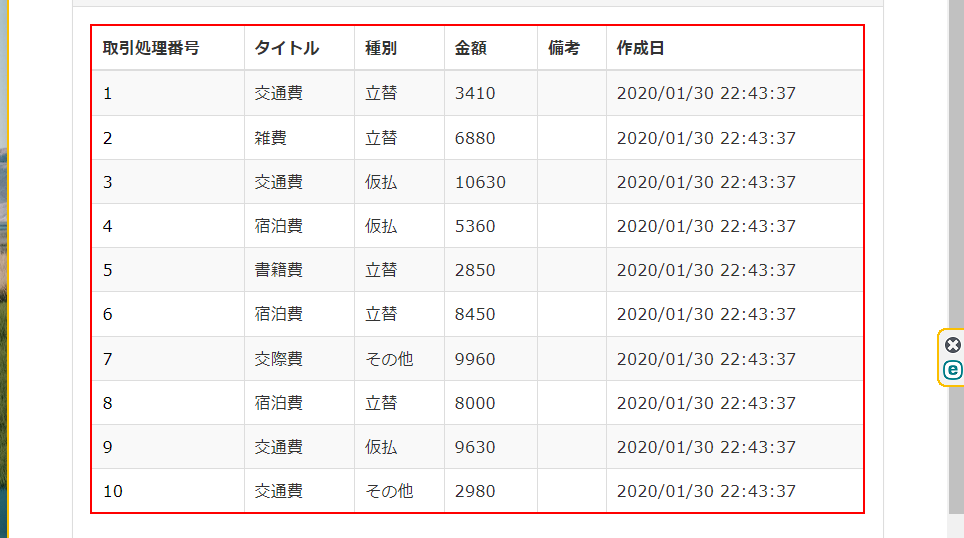 取引処理番号 タイトル 種別 金額 備考 作成日
1 交通費 立替 3410 2020/01/30 22:43:37
2 雑費 立替 6880 2020/01/30 22:43:37
3 交通費 仮払 10630 2020/01/30 22:43:37
4 宿泊費 仮払 5360 2020/01/30 22:43:37
5 書籍費 立替 2850 2020/01/30 22:43:37
6 宿泊費 立替 8450 2020/01/30 22:43:37
7 交際費 その他 9960 2020/01/30 22:43:37
8 宿泊費 立替 8000 2020/01/30 22:43:37
9 交通費 仮払 9630 2020/01/30 22:43:37
10 交通費 その他 2980 2020/01/30 22:43:37
e